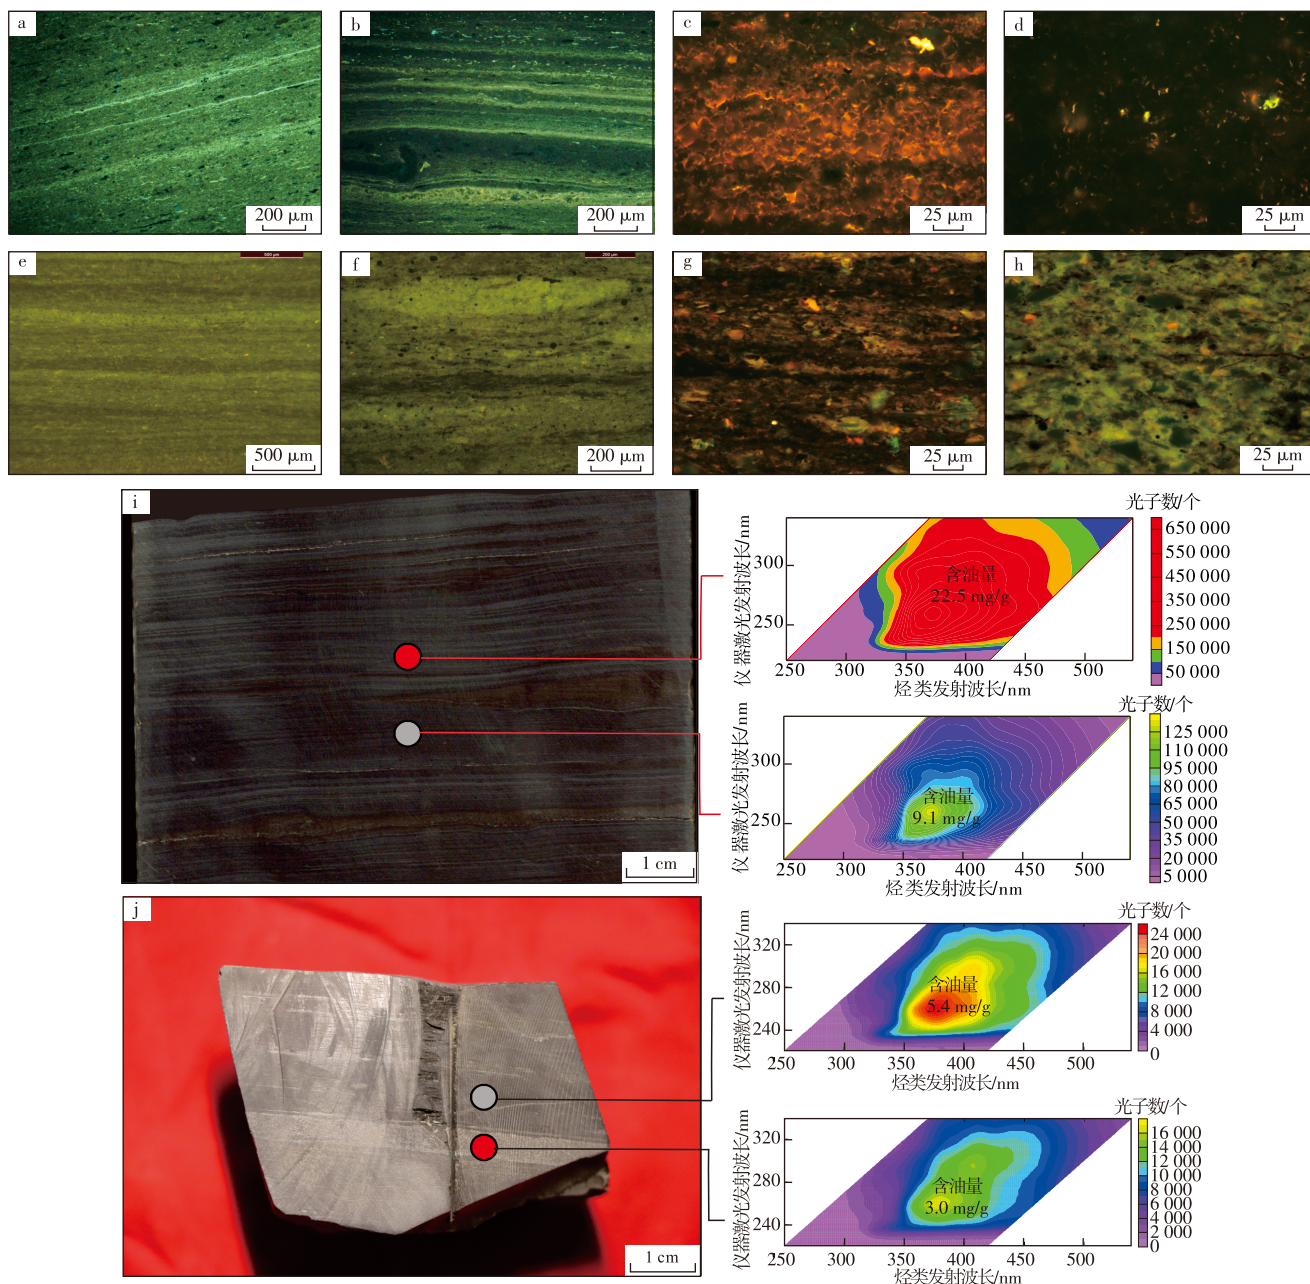 a
b
c
d
200 μm
200 μm
25 μm
25 μm
e
f
g
h
500 μm
200 μm
500 μm
200 μm
25 μm
25 μm
i
1 cm
光子数/个
仪器激光发射波长/nm
300
250
含油量
22.5 mg/g
650 000
550 000
450 000
350 000
250 000
150 000
50 000
250 300 350 400 450 500
烃类发射波长/nm
光子数/个
仪器激光发射波长/nm
300
250
含油量
9.1 mg/g
125 000
110 000
95 000
80 000
65 000
50 000
35 000
20 000
5 000
250 300 350 400 450 500
烃类发射波长/nm
j
1 cm
光子数/个
仪器激光发射波长/nm
320
280
240
含油量
5.4 mg/g
24 000
20 000
16 000
12 000
8 000
4 000
0
250 300 350 400 450 500
烃类发射波长/nm
光子数/个
仪器激光发射波长/nm
320
280
240
含油量
3.0 mg/g
16 000
14 000
12 000
10 000
8 000
6 000
4 000
2 000
0
250 300 350 400 450 500
烃类发射波长/nm